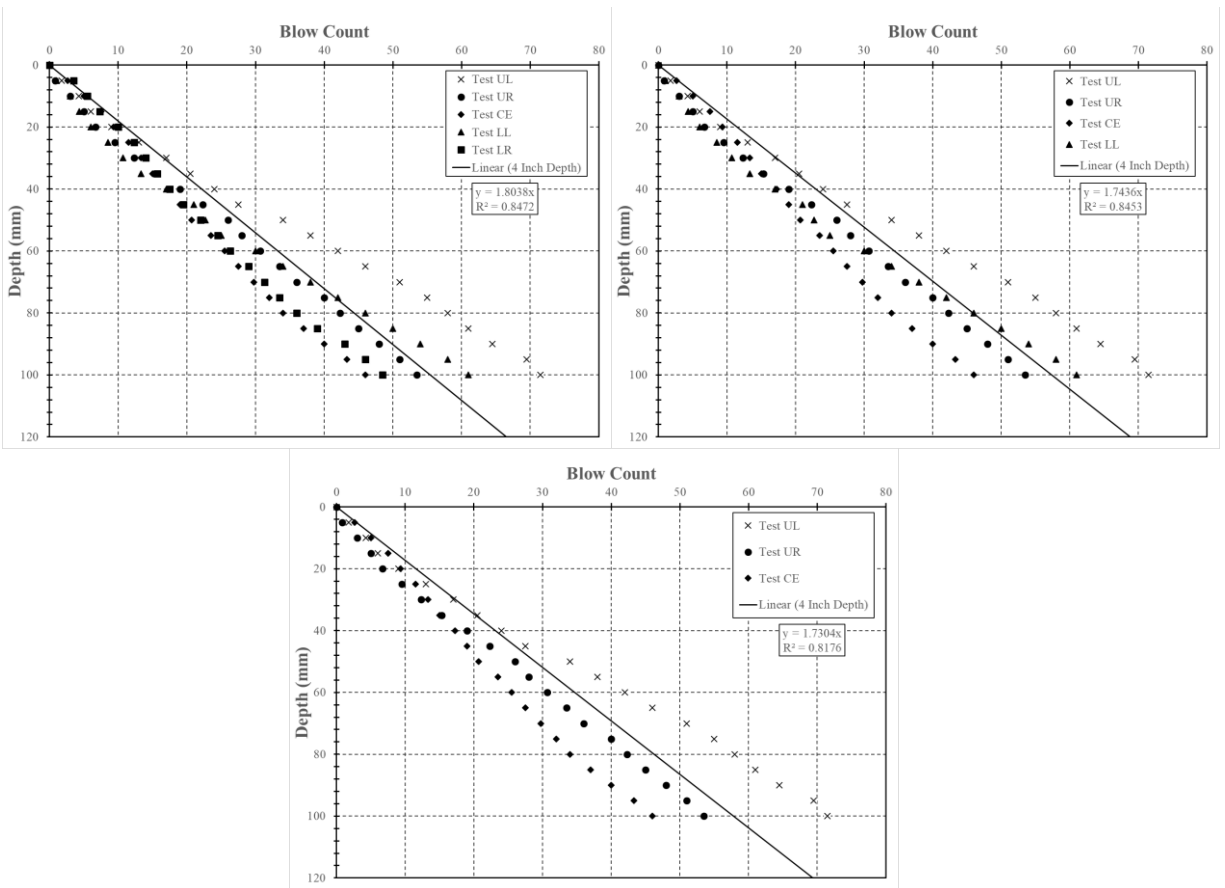 Blow Count
0 10 20 30 40 50 60 70 80
0
20
40
60
80
100
120
Depth (mm)
Test UL
Test UR
Test CE
Test LL
Test LR
Linear (4 Inch Depth)
y = 1.8038x
R² = 0.8472
Blow Count
0 10 20 30 40 50 60 70 80
0
20
40
60
80
100
120
Depth (mm)
Test UL
Test UR
Test CE
Test LL
Linear (4 Inch Depth)
y = 1.7436x
R² = 0.8453
Blow Count
0 10 20 30 40 50 60 70 80
0
20
40
60
80
100
120
Depth (mm)
Test UL
Test UR
Test CE
Linear (4 Inch Depth)
y = 1.7304x
R² = 0.8176